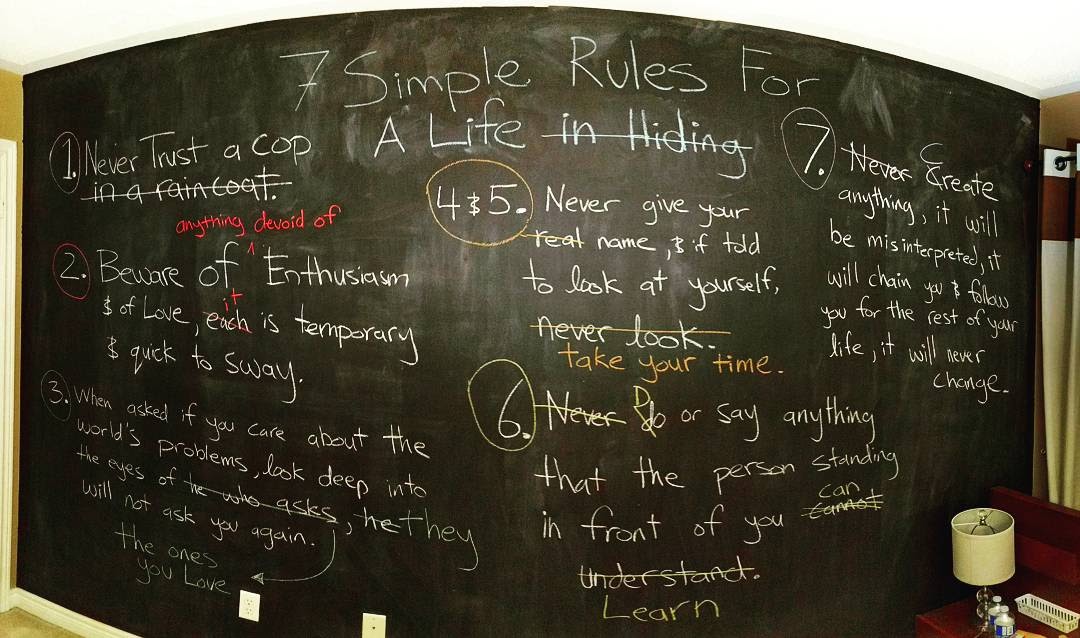 7 Simple Rules For
A Life in Hiding
1. Never Trust a cop
in a raincoat.
anything devoid of
2. Beware of ^ Enthusiasm
it
$ of Love, each is temporary
$ quick to sway.
3. When asked if you care about the
world's problems, look deep into
the eyes of he who asks, he they
will not ask you again.
the ones
you Love
4 $ 5. Never give your
real name, $ if told
to look at yourself,
never look.
take your time.
6. Never Do or say anything
that the person standing
can
in front of you cannot
understand.
Learn
7. Never Create
anything, it will
be misinterpreted, it
will chain you $ follow
you for the rest of your
life, it will never
change.